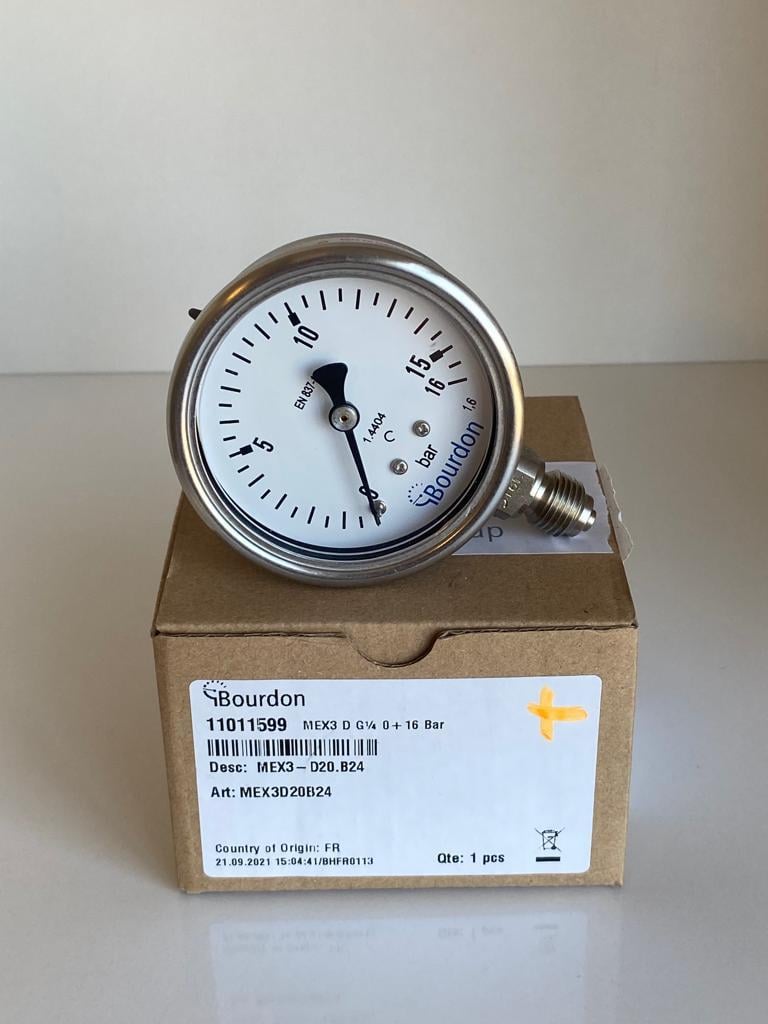 10
15
16
5
0
EN 837-1
1.4404
C
bar
1.6
Bourdon
Bourdon
11011599 MEX3 D G¼ 0+16 Bar
Desc: MEX3-D20.B24
Art: MEX3D20B24
Country of Origin: FR
21.09.2021 15:04:41/BHFR0113
Qte: 1 pcs